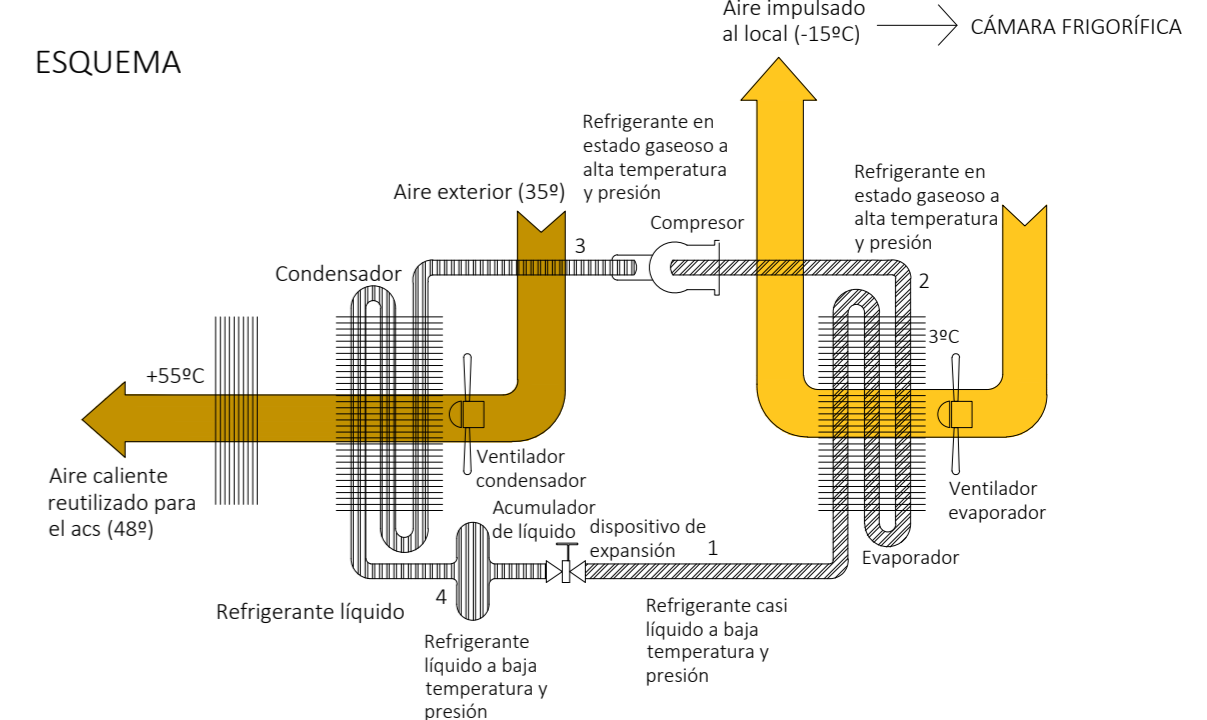 ESQUEMA
Aire impulsado
al local (-15ºC)
CÁMARA FRIGORÍFICA
Refrigerante en
estado gaseoso a
alta temperatura
y presión
Aire exterior (35º)
Refrigerante en
estado gaseoso a
alta temperatura
y presión
Compresor
3
Condensador
2
3ºC
+55ºC
Aire caliente
reutilizado para
el acs (48º)
Ventilador
condensador
Ventilador
evaporador
Acumulador
de líquido
dispositivo de
expansión
1
Evaporador
4
Refrigerante líquido
Refrigerante
líquido a baja
temperatura y
presión
Refrigerante casi
líquido a baja
temperatura y
presión